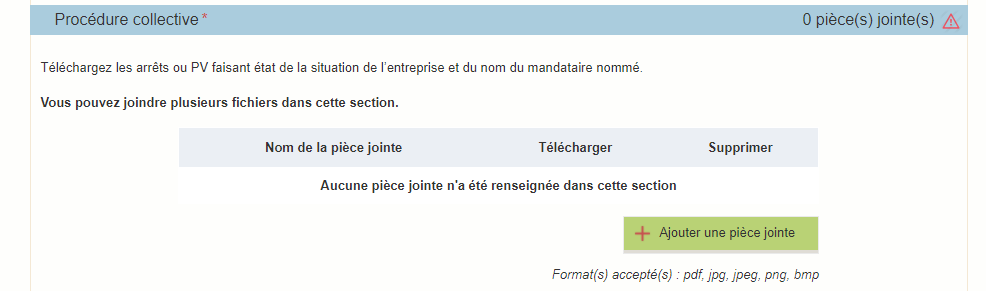 Procédure collective * 0 pièce(s) jointe(s)
Téléchargez les arrêts ou PV faisant état de la situation de l'entreprise et du nom du mandataire nommé.
Vous pouvez joindre plusieurs fichiers dans cette section.
Nom de la pièce jointe Télécharger Supprimer
Aucune pièce jointe n'a été renseignée dans cette section
Ajouter une pièce jointe
Format(s) accepté(s) : pdf, jpg, jpeg, png, bmp